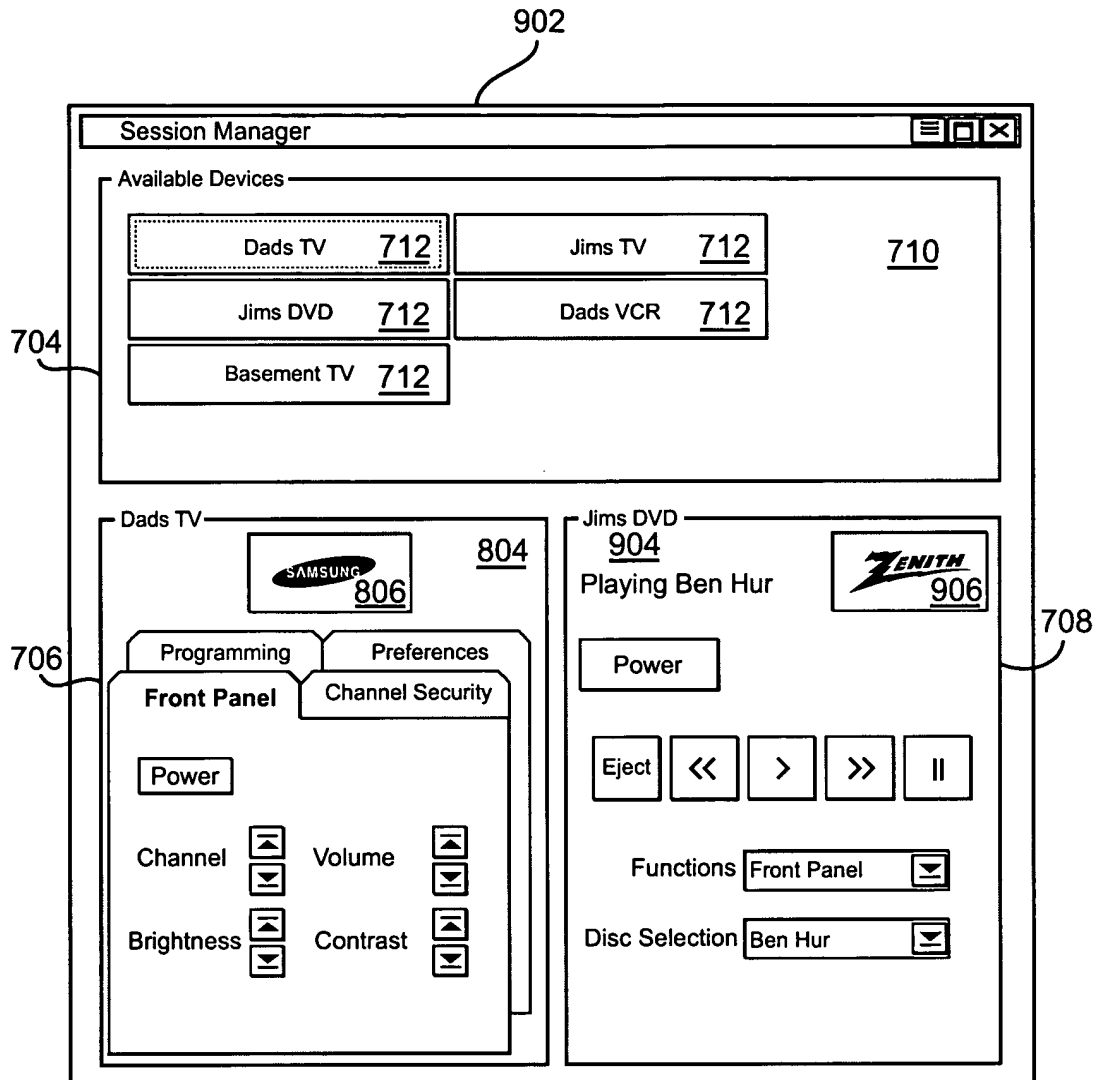 902
Session Manager
Available Devices
Dads TV 712
Jims TV 712
710
Jims DVD 712
Dads VCR 712
704
Basement TV 712
Dads TV
SAMSUNG
806
804
706
Programming
Preferences
Front Panel
Channel Security
Power
Channel
Volume
Brightness
Contrast
Jims DVD
904
Playing Ben Hur
ZENITH
906
708
Power
Eject << > >> II
Functions Front Panel
Disc Selection Ben Hur